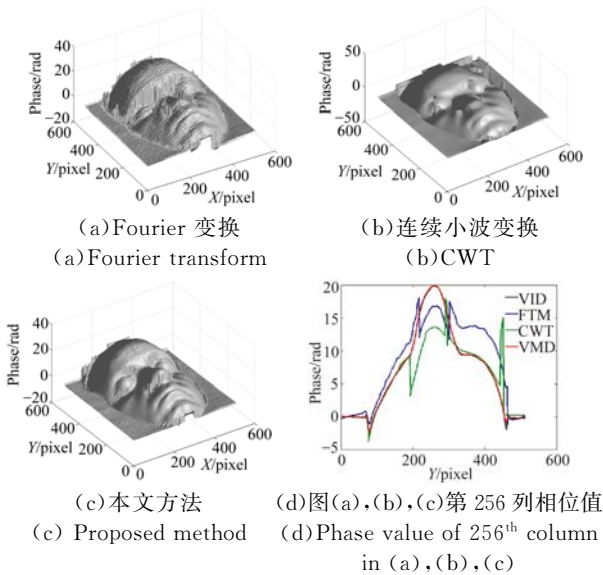 40
20
0
-20
Phase/rad
600
400
200
0
Y/pixel
0
200
400
600
X/pixel
(a)Fourier 变换
(a)Fourier transform
50
0
-50
Phase/rad
600
400
200
0
Y/pixel
0
200
400
600
X/pixel
(b)连续小波变换
(b)CWT
40
20
0
-20
Phase/rad
600
400
200
0
Y/pixel
0
200
400
600
X/pixel
(c)本文方法
(c) Proposed method
20
15
10
5
0
-5
Phase/rad
0
200
400
600
Y/pixel
VID
FTM
CWT
VMD
(d)图(a),(b),(c)第 256 列相位值
(d)Phase value of 256th column
in (a),(b),(c)